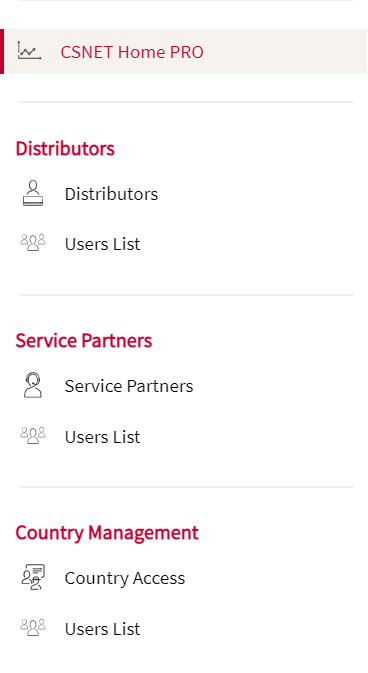 CSNET Home PRO
Distributors
Distributors
Users List
Service Partners
Service Partners
Users List
Country Management
Country Access
Users List